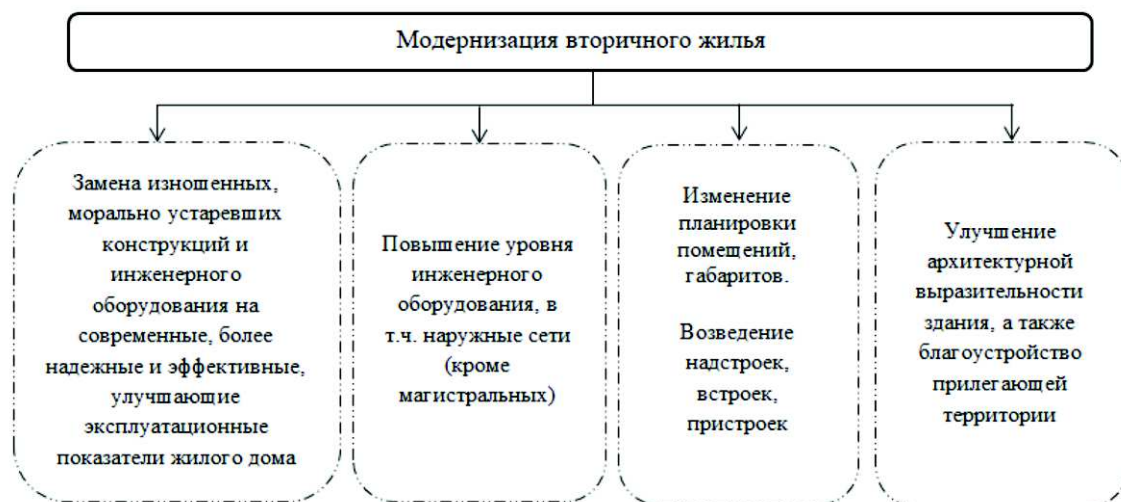 Модернизация вторичного жилья
Замена изношенных,
морально устаревших
конструкций и
инженерного
оборудования на
современные, более
надежные и эффективные,
улучшающие
эксплуатационные
показатели жилого дома
Повышение уровня
инженерного
оборудования, в
т.ч. наружные сети
(кроме
магистральных)
Изменение
планировки
помещений,
габаритов.
Возведение
надстроек,
встроек,
пристроек
Улучшение
архитектурной
выразительности
здания, а также
благоустройство
прилегающей
территории